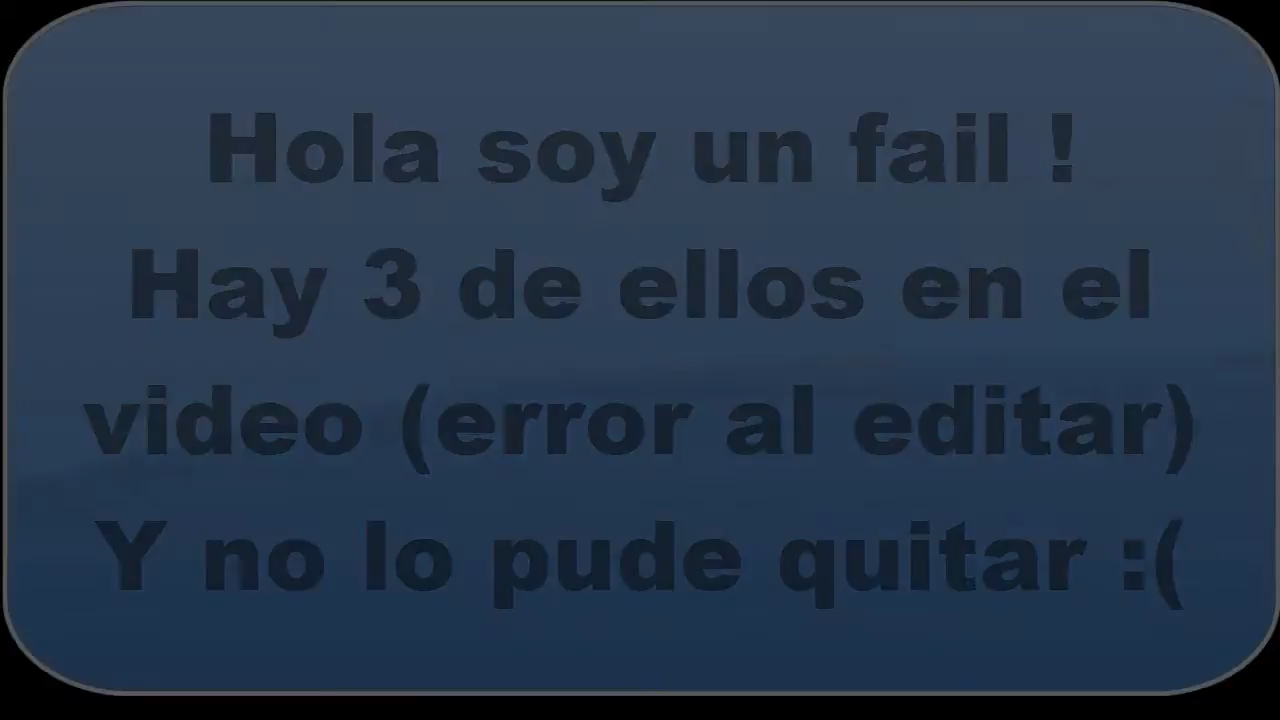 Hola soy un fail !
Hay 3 de ellos en el
video (error al editar)
Y no lo pude quitar :(